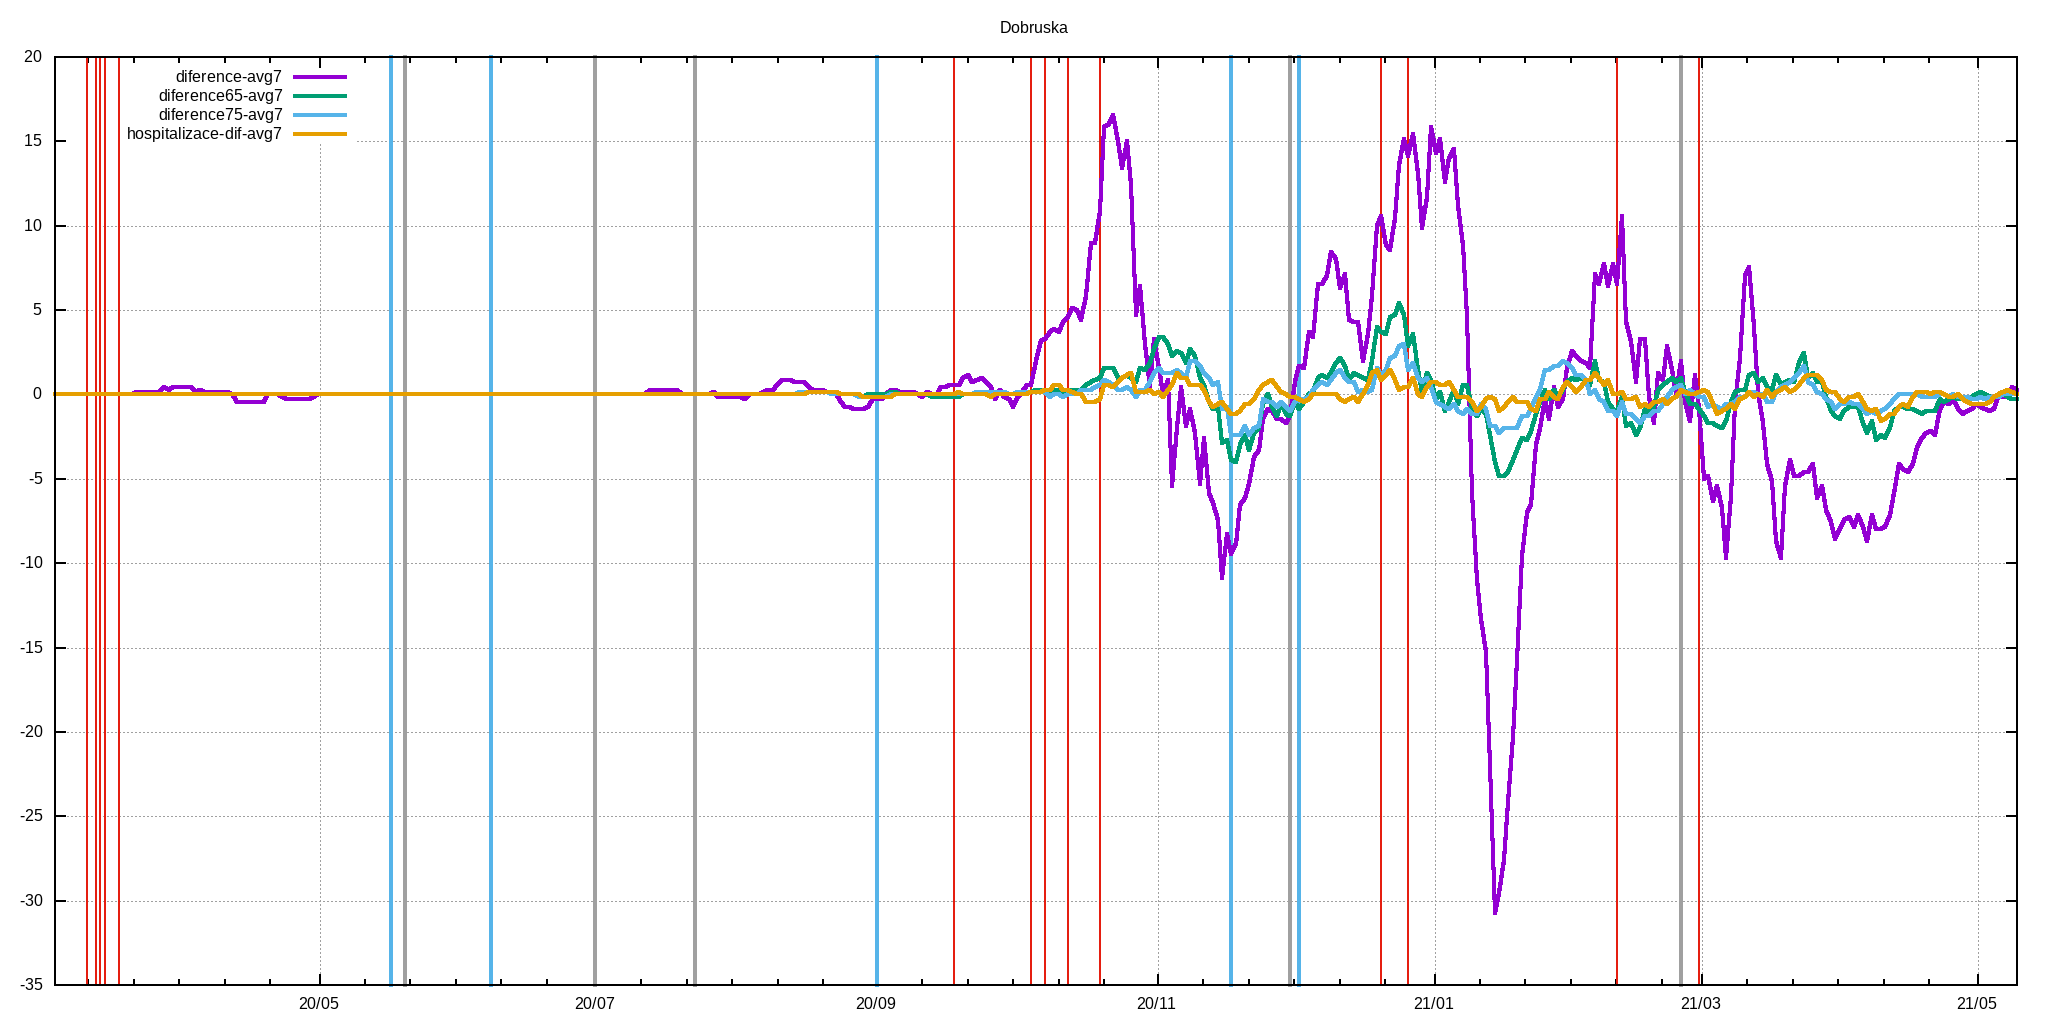 Dobruska
20
15
10
5
0
-5
-10
-15
-20
-25
-30
-35
diference-avg7
diference65-avg7
diference75-avg7
hospitalizace-dif-avg7
20/05 20/07 20/09 20/11 21/01 21/03 21/05